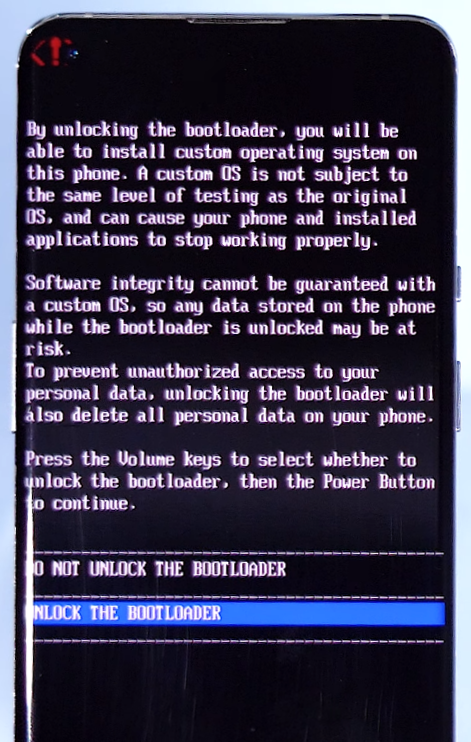 <!>
By unlocking the bootloader, you will be
able to install custom operating system on
this phone. A custom OS is not subject to
the same level of testing as the original
OS, and can cause your phone and installed
applications to stop working properly.
Software integrity cannot be guaranteed with
a custom OS, so any data stored on the phone
while the bootloader is unlocked may be at
risk.
To prevent unauthorized access to your
personal data, unlocking the bootloader will
also delete all personal data on your phone.
Press the Volume keys to select whether to
unlock the bootloader, then the Power Button
to continue.
DO NOT UNLOCK THE BOOTLOADER
UNLOCK THE BOOTLOADER